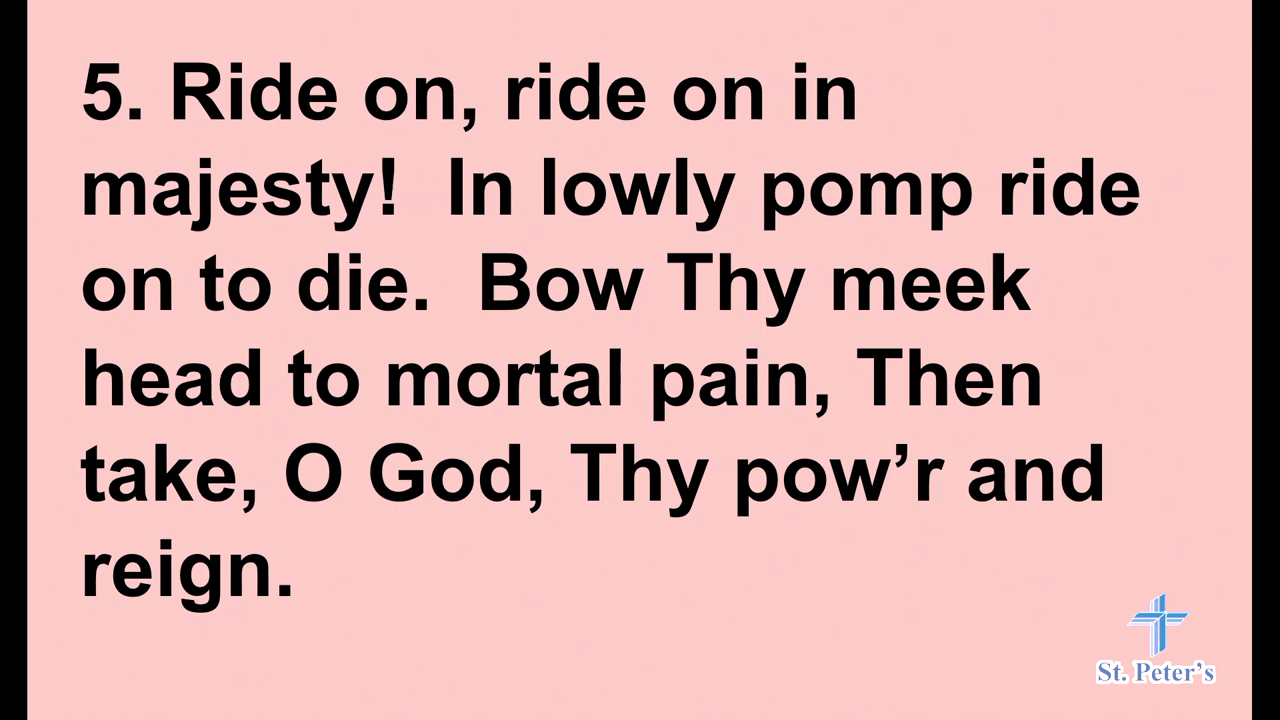 5. Ride on, ride on in
majesty!  In lowly pomp ride
on to die.  Bow Thy meek
head to mortal pain, Then
take, O God, Thy pow’r and
reign.
St. Peter’s